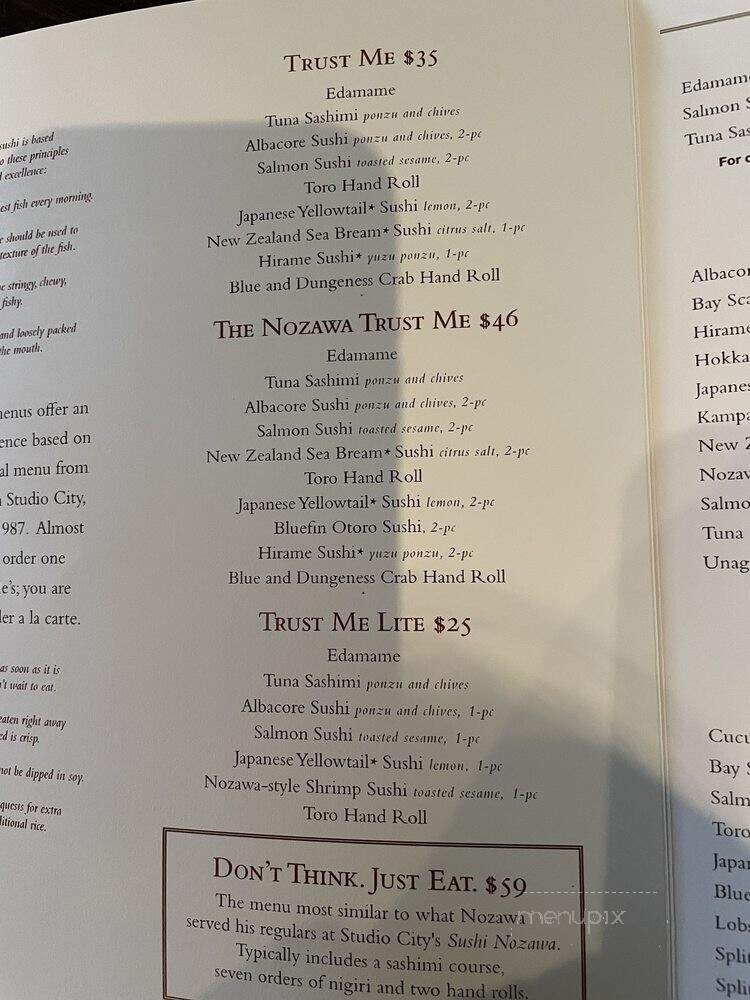 sushi is based
o these principles
excellence:
est fish every morning.
e should be used to
texture of the fish.
e stringy, chewy,
fishy.
and loosely packed
the mouth.
menus offer an
ence based on
al menu from
Studio City,
987. Almost
order one
e's; you are
er a la carte.
as soon as it is
't wait to eat.
eaten right away
ed is crisp.
not be dipped in soy.
quests for extra
ditional rice.
TRUST ME $35
Edamame
Tuna Sashimi ponzu and chives
Albacore Sushi ponzu and chives, 2-pc
Salmon Sushi toasted sesame, 2-pc
Toro Hand Roll
Japanese Yellowtail* Sushi lemon, 2-pc
New Zealand Sea Bream* Sushi citrus salt, 1-pc
Hirame Sushi* yuzu ponzu, 1-pc
Blue and Dungeness Crab Hand Roll
THE NOZAWA TRUST ME $46
Edamame
Tuna Sashimi ponzu and chives
Albacore Sushi ponzu and chives, 2-pc
Salmon Sushi toasted sesame, 2-pc
New Zealand Sea Bream* Sushi citrus salt, 2-pc
Toro Hand Roll
Japanese Yellowtail* Sushi lemon, 2-pc
Bluefin Otoro Sushi, 2-pc
Hirame Sushi* yuzu ponzu, 2-pc
Blue and Dungeness Crab Hand Roll
TRUST ME LITE $25
Edamame
Tuna Sashimi ponzu and chives
Albacore Sushi ponzu and chives, 1-pc
Salmon Sushi toasted sesame, 1-pc
Japanese Yellowtail* Sushi lemon, 1-pc
Nozawa-style Shrimp Sushi toasted sesame, 1-pc
Toro Hand Roll
DON'T THINK. JUST EAT. $59
The menu most similar to what Nozawa
served his regulars at Studio City's Sushi Nozawa.
Typically includes a sashimi course,
seven orders of nigiri and two hand rolls.
menupix
Edamame
Salmon S
Tuna Sas
For
Albacor
Bay Sca
Hirame
Hokka
Japanes
Kampa
New Z
Nozaw
Salmo
Tuna
Unag
Cucu
Bay S
Salm
Toro
Japan
Blue
Lobs
Split
Split